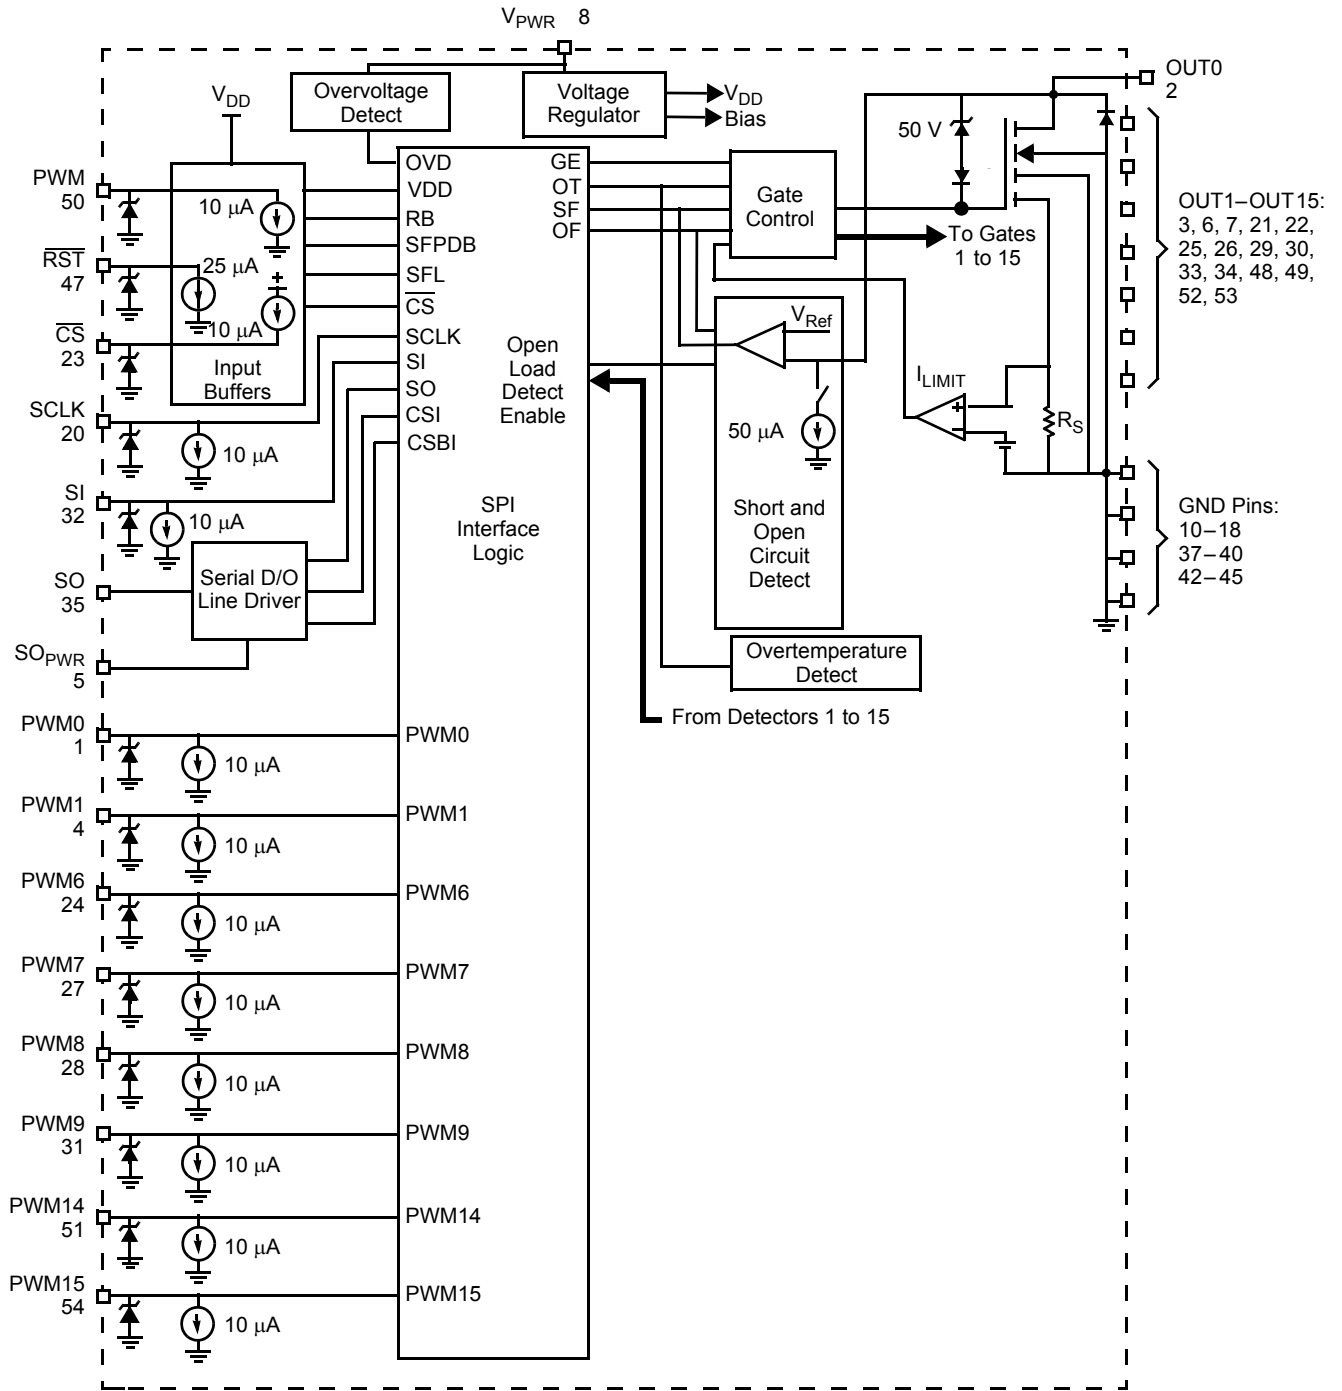 VPWR 8
OUT0
2
Overvoltage
Detect
Voltage
Regulator
VDD
Bias
VDD
50 V
PWM
50
RST
47
CS
23
SCLK
20
SI
32
SO
35
SOPWR
5
10 μA
25 μA
10 μA
Input
Buffers
10 μA
10 μA
Serial D/O
Line Driver
OVD
VDD
RB
SFPDB
SFL
CS
SCLK
SI
SO
CSI
CSBI
GE
OT
SF
OF
Open
Load
Detect
Enable
SPI
Interface
Logic
Gate
Control
To Gates
1 to 15
VRef
50 μA
Short and
Open
Circuit
Detect
ILIMIT
+
–
RS
OUT1–OUT15:
3, 6, 7, 21, 22,
25, 26, 29, 30,
33, 34, 48, 49,
52, 53
GND Pins:
10–18
37–40
42–45
Overtemperature
Detect
From Detectors 1 to 15
PWM0
1
10 μA
PWM0
PWM1
4
10 μA
PWM1
PWM6
24
10 μA
PWM6
PWM7
27
10 μA
PWM7
PWM8
28
10 μA
PWM8
PWM9
31
10 μA
PWM9
PWM14
51
10 μA
PWM14
PWM15
54
10 μA
PWM15